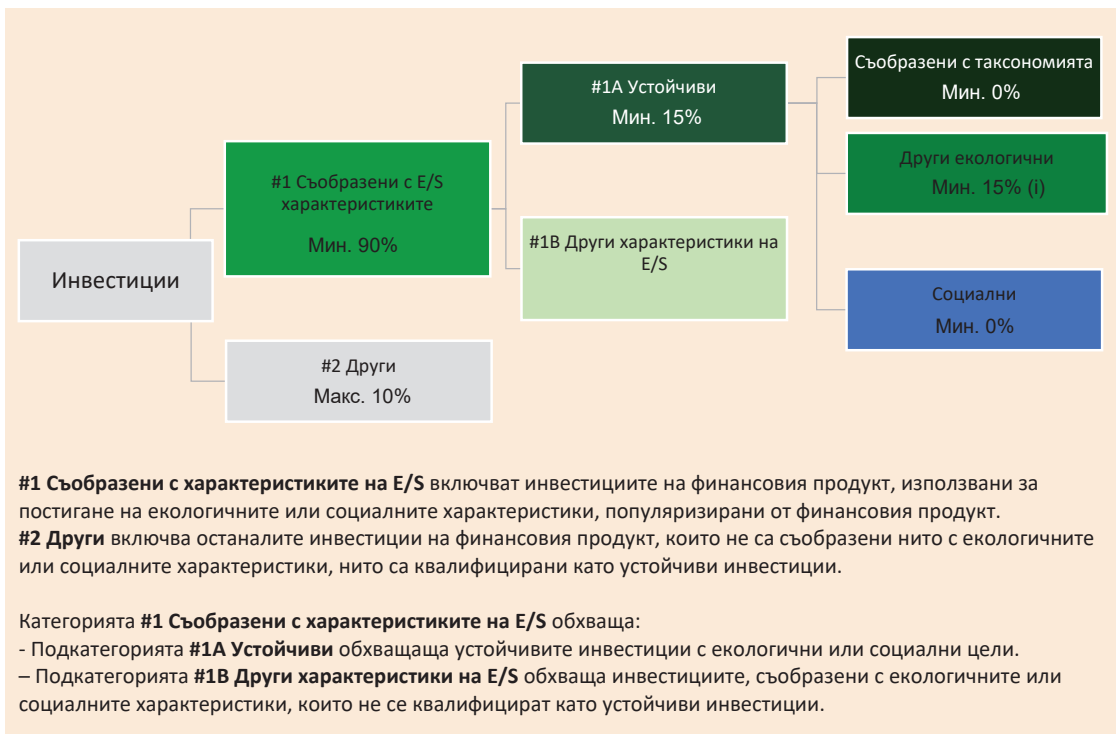 Инвестиции
#1 Съобразени с E/S
характеристиките
Мин. 90%
#2 Други
Макс. 10%
#1A Устойчиви
Мин. 15%
#1B Други характеристики на
E/S
Съобразени с таксономията
Мин. 0%
Други екологични
Мин. 15% (i)
Социални
Мин. 0%
#1 Съобразени с характеристиките на E/S включват инвестициите на финансовия продукт, използвани за
постигане на екологичните или социалните характеристики, популяризирани от финансовия продукт.
#2 Други включва останалите инвестиции на финансовия продукт, които не са съобразени нито с екологичните
или социалните характеристики, нито са квалифицирани като устойчиви инвестиции.
Категорията #1 Съобразени с характеристиките на E/S обхваща:
- Подкатегорията #1A Устойчиви обхващаща устойчивите инвестиции с екологични или социални цели.
– Подкатегорията #1B Други характеристики на E/S обхваща инвестициите, съобразени с екологичните или
социалните характеристики, които не се квалифицират като устойчиви инвестиции.